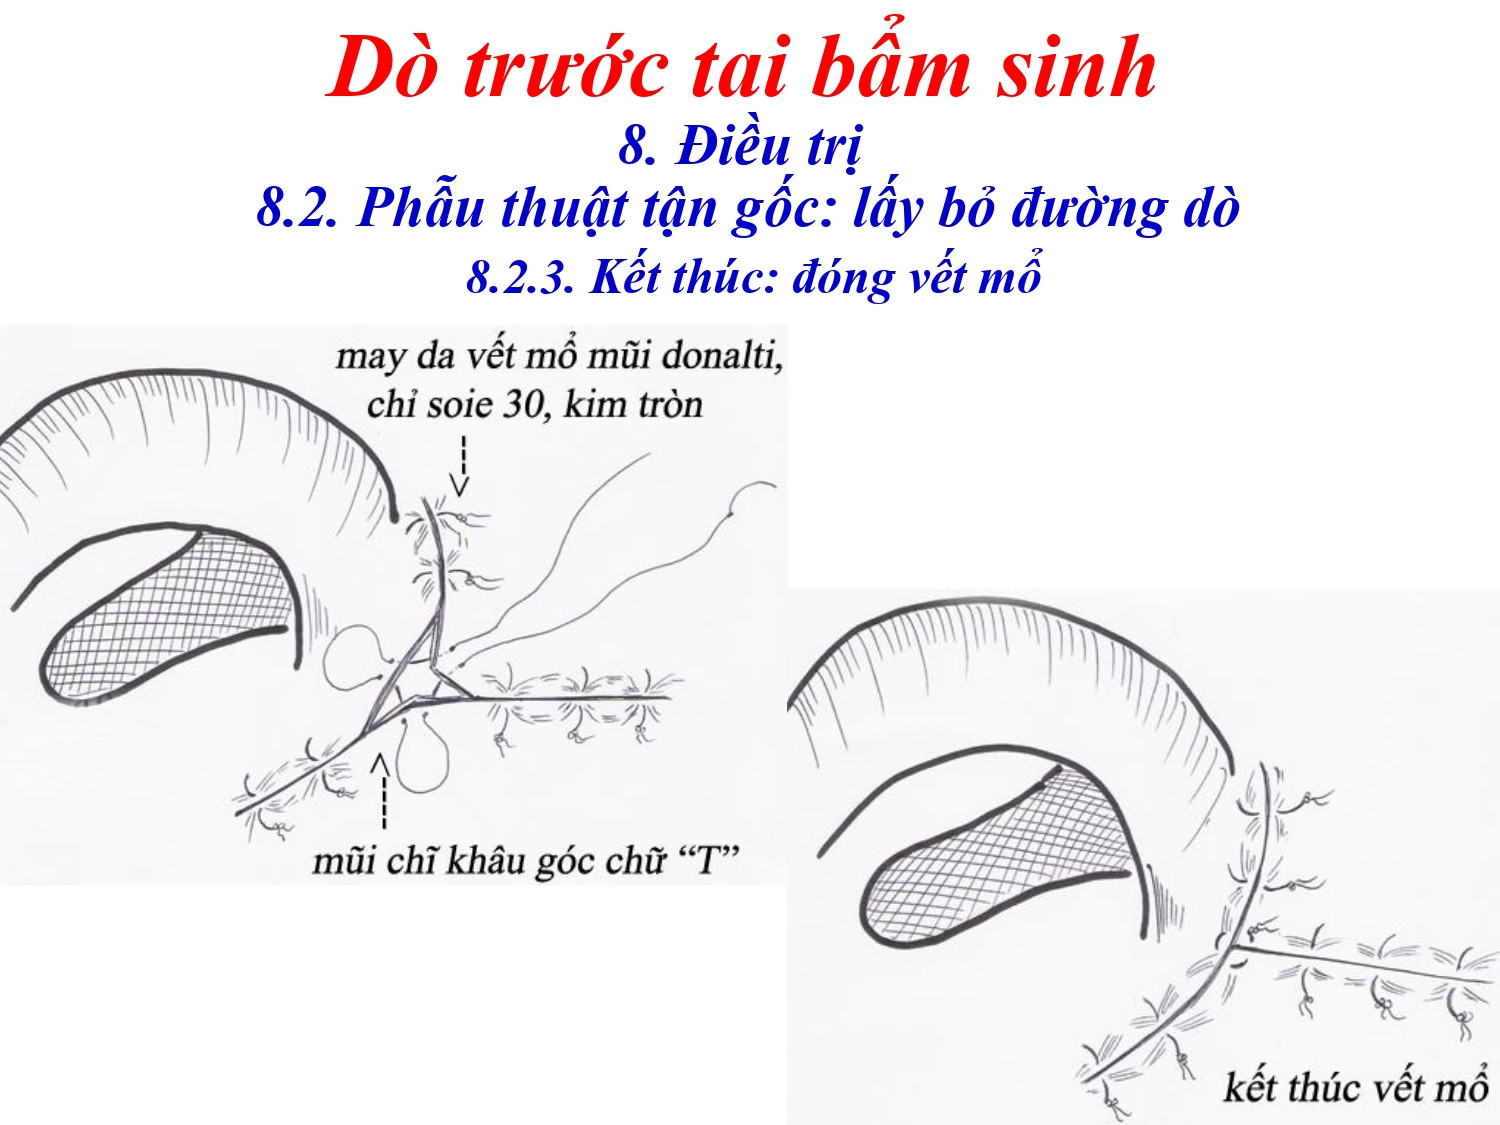 Dò trước tai bẩm sinh
8. Điều trị
8.2. Phẫu thuật tận gốc: lấy bỏ đường dò
8.2.3. Kết thúc: đóng vết mổ
may da vết mổ mũi donalti,
chỉ soie 30, kim tròn
mũi chĩ khâu góc chữ “T”
kết thúc vết mổ